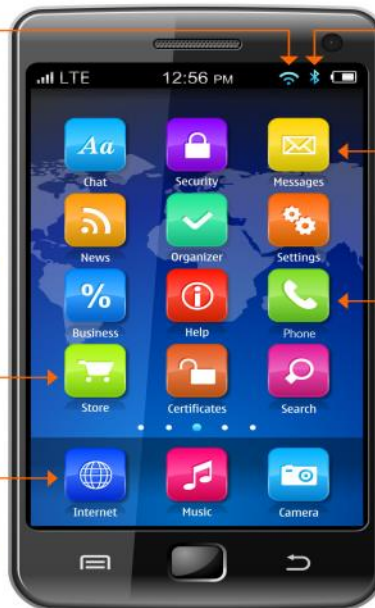 LTE 12:56 PM
Aa
Chat Security Messages
News Organizer Settings
%
Business Help Phone
Store Certificates Search
Internet Music Camera